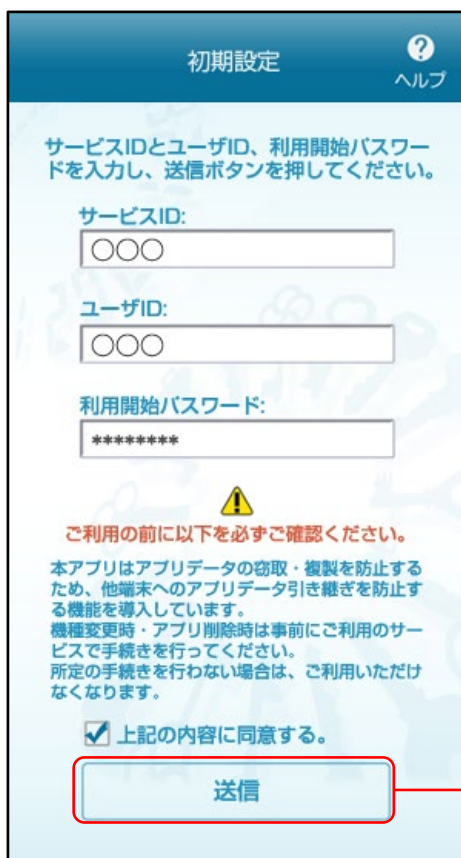 初期設定
?
ヘルプ
サービスIDとユーザID、利用開始パスワー
ドを入力し、送信ボタンを押してください。
サービスID:
○○○
ユーザID:
○○○
利用開始パスワード:
********
ご利用の前に以下を必ずご確認ください。
本アプリはアプリデータの窃取・複製を防止する
ため、他端末へのアプリデータ引き継ぎを防止す
る機能を導入しています。
機種変更時・アプリ削除時は事前にご利用のサー
ビスで手続きを行ってください。
所定の手続きを行わない場合は、ご利用いただけ
なくなります。
上記の内容に同意する。
送信